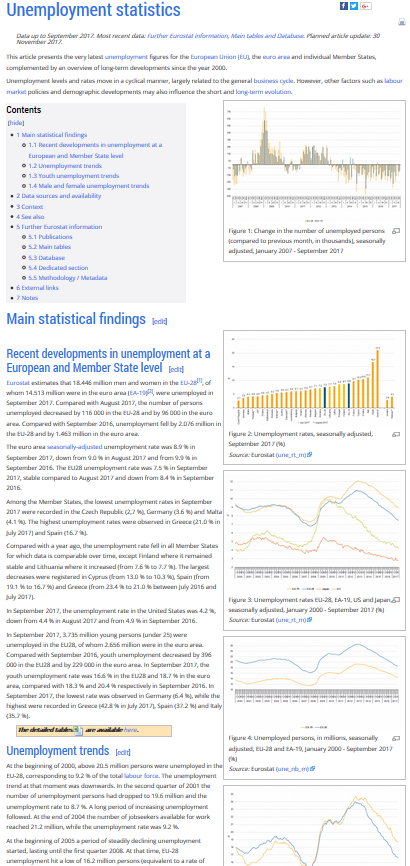 Unemployment statistics
Data up to September 2017. Most recent data: Further Eurostat information, Main tables and Database. Planned article update: 30
November 2017.
This article presents the very latest unemployment figures for the European Union (EU), the euro area and individual Member States,
complemented by an overview of long-term developments since the year 2000.
Unemployment levels and rates move in a cyclical manner, largely related to the general business cycle. However, other factors such as labour
market policies and demographic developments may also influence the short and long-term evolution.
Contents
[hide]
1 Main statistical findings
1.1 Recent developments in unemployment at a
European and Member State level
1.2 Unemployment trends
1.3 Youth unemployment trends
1.4 Male and female unemployment trends
2 Data sources and availability
3 Context
4 See also
5 Further Eurostat information
5.1 Publications
5.2 Main tables
5.3 Database
5.4 Dedicated section
5.5 Methodology / Metadata
6 External links
7 Notes
Figure 1: Change in the number of unemployed persons
(compared to previous month, in thousands), seasonally
adjusted, January 2007 - September 2017
Main statistical findings [edit]
Recent developments in unemployment at a
European and Member State level [edit]
Eurostat estimates that 18.446 million men and women in the EU-28[1], of
whom 14.513 million were in the euro area (EA-19)[2], were unemployed in
September 2017. Compared with August 2017, the number of persons
unemployed decreased by 116 000 in the EU-28 and by 96 000 in the euro
area. Compared with September 2016, unemployment fell by 2.076 million in
the EU-28 and by 1.463 million in the euro area.
The euro area seasonally-adjusted unemployment rate was 8.9 % in
September 2017, down from 9.0 % in August 2017 and from 9.9 % in
September 2016. The EU28 unemployment rate was 7.5 % in September
2017, stable compared to August 2017 and down from 8.4 % in September
2016.
Among the Member States, the lowest unemployment rates in September
2017 were recorded in the Czech Republic (2.7 %), Germany (3.6 %) and Malta
(4.1 %). The highest unemployment rates were observed in Greece (21.0 % in
July 2017) and Spain (16.7 %).
Compared with a year ago, the unemployment rate fell in all Member States
for which data is comparable over time, except Finland where it remained
stable and Lithuania where it increased (from 7.6 % to 7.7 %). The largest
decreases were registered in Cyprus (from 13.0 % to 10.3 %), Spain (from
19.1 % to 16.7 %) and Greece (from 23.4 % to 21.0 % between July 2016 and
July 2017).
In September 2017, the unemployment rate in the United States was 4.2 %,
down from 4.4 % in August 2017 and from 4.9 % in September 2016.
In September 2017, 3.735 million young persons (under 25) were
unemployed in the EU28, of whom 2.656 million were in the euro area.
Compared with September 2016, youth unemployment decreased by 396
000 in the EU28 and by 229 000 in the euro area. In September 2017, the
youth unemployment rate was 16.6 % in the EU28 and 18.7 % in the euro
area, compared with 18.3 % and 20.4 % respectively in September 2016. In
September 2017, the lowest rate was observed in Germany (6.4 %), while the
highest were recorded in Greece (42.8 % in July 2017), Spain (37.2 %) and Italy
(35.7 %).
The detailed tables are available here.
Figure 2: Unemployment rates, seasonally adjusted,
September 2017 (%)
Source: Eurostat (une_rt_m)
Figure 3: Unemployment rates EU-28, EA-19, US and Japan,
seasonally adjusted, January 2000 - September 2017 (%)
Source: Eurostat (une_rt_m)
Figure 4: Unemployed persons, in millions, seasonally
adjusted, EU-28 and EA-19, January 2000 - September 2017
(%)
Source: Eurostat (une_nb_m)
Unemployment trends [edit]
At the beginning of 2000, above 20.5 million persons were unemployed in the
EU-28, corresponding to 9.2 % of the total labour force. The unemployment
trend at that moment was downwards. In the second quarter of 2001 the
number of unemployed persons had dropped to 19.6 million and the
unemployment rate to 8.7 %. A long period of increasing unemployment
followed. At the end of 2004 the number of jobseekers available for work
reached 21.2 million, while the unemployment rate was 9.2 %.
At the beginning of 2005 a period of steadily declining unemployment
started, lasting until the first quarter 2008. At that time, EU-28
unemployment hit a low of 16.2 million persons (equivalent to a rate of